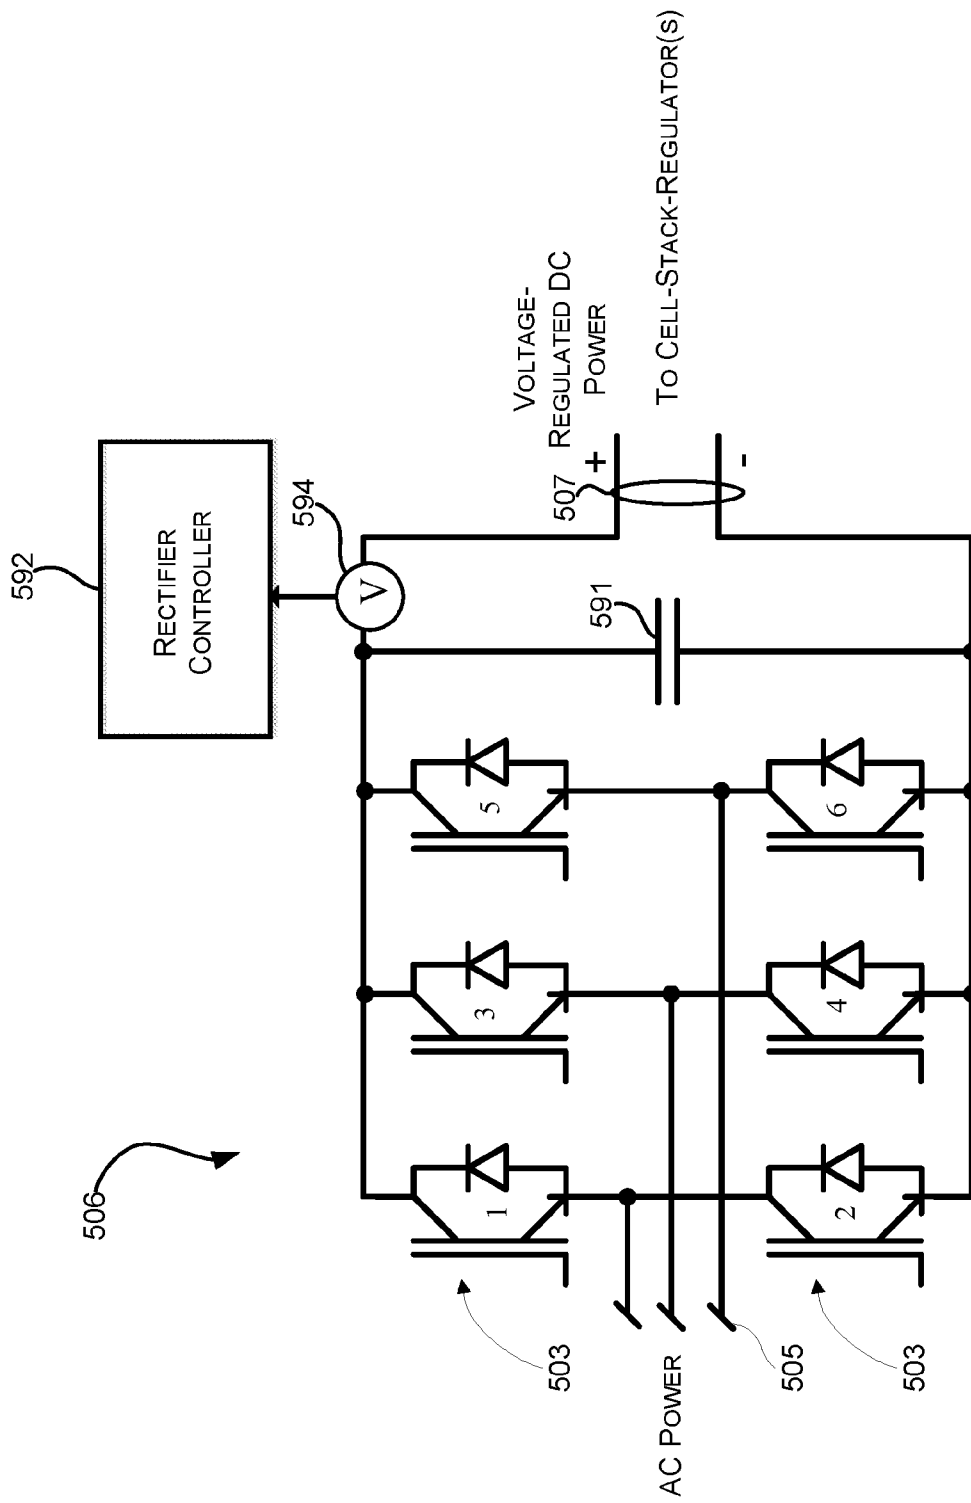 592
RECTIFIER
CONTROLLER
594
506
VOLTAGE-
REGULATED DC
POWER
507
+
-
TO CELL-STACK-REGULATOR(S)
591
1
3
5
2
4
6
503
503
505
AC POWER
V